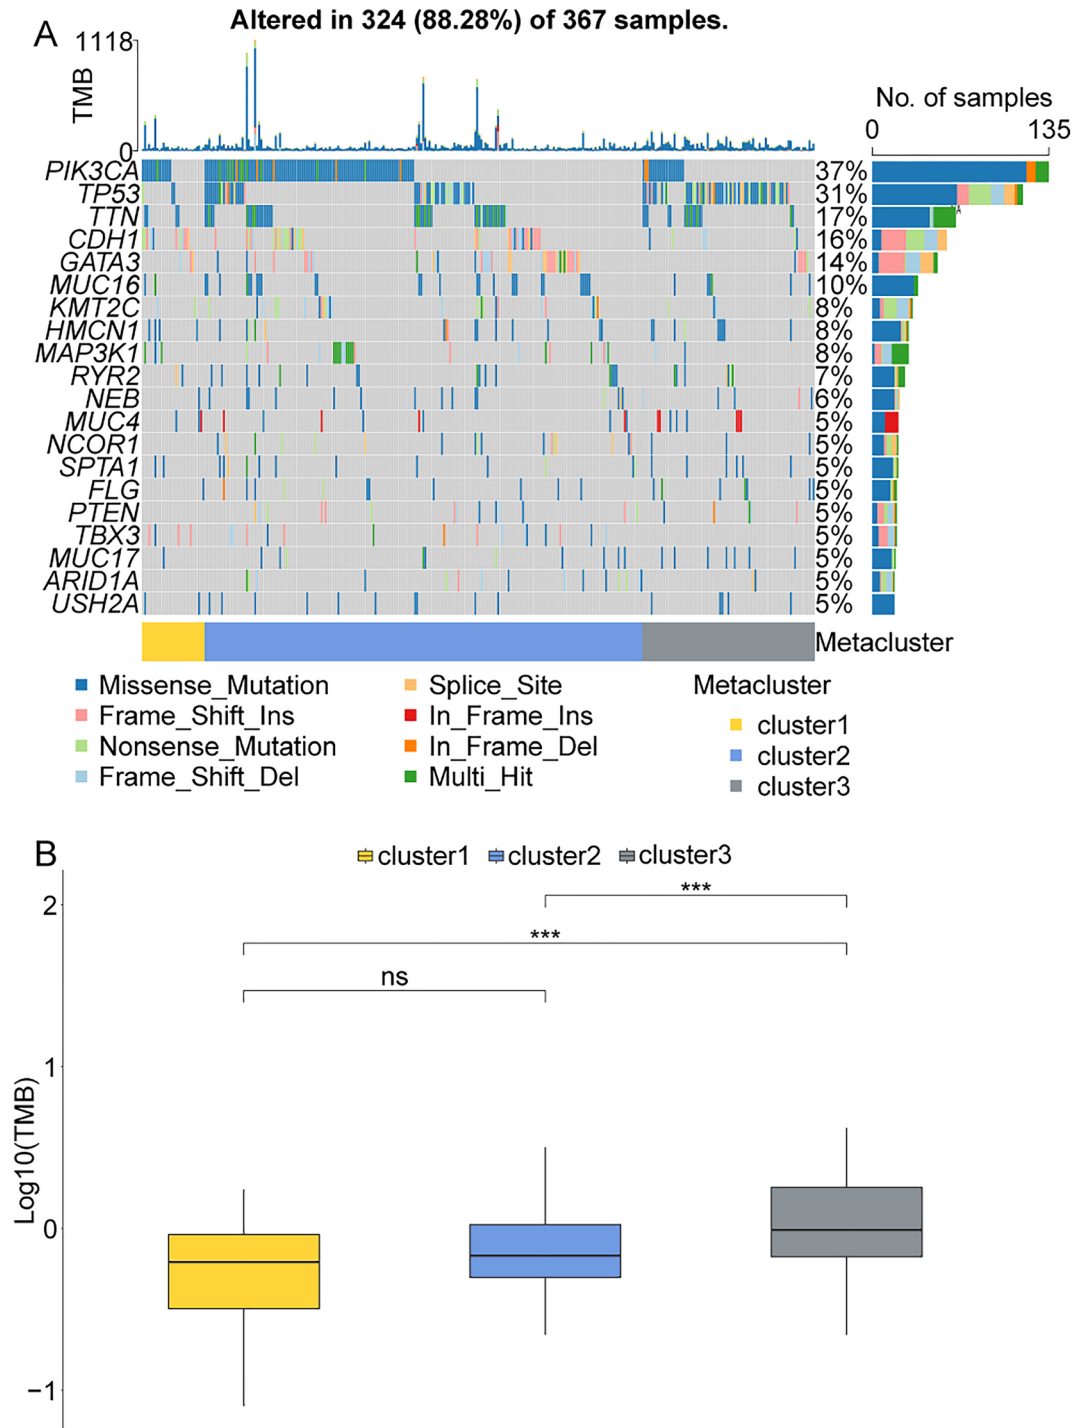 A
Altered in 324 (88.28%) of 367 samples.
1118
TMB
0
No. of samples
0 135
PIK3CA 37%
TP53 31%
TTN 17%
CDH1 16%
GATA3 14%
MUC16 10%
KMT2C 8%
HMCN1 8%
MAP3K1 8%
RYR2 7%
NEB 6%
MUC4 5%
NCOR1 5%
SPTA1 5%
FLG 5%
PTEN 5%
TBX3 5%
MUC17 5%
ARID1A 5%
USH2A 5%
Metacluster
Missense_Mutation
Frame_Shift_Ins
Nonsense_Mutation
Frame_Shift_Del
Splice_Site
In_Frame_Ins
In_Frame_Del
Multi_Hit
Metacluster
cluster1
cluster2
cluster3
B
cluster1 cluster2 cluster3
***
***
ns
Log10(TMB)
2
1
0
−1